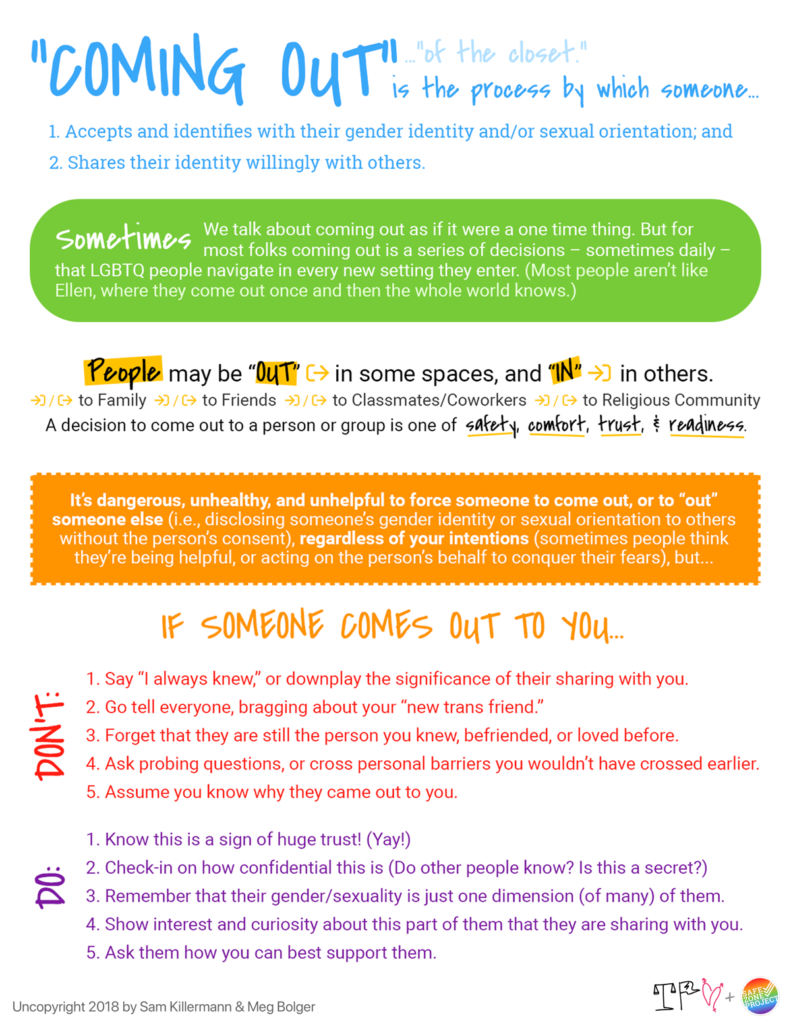 "COMING OUT"..."of the closet."
is the process by which someone...
1. Accepts and identifies with their gender identity and/or sexual orientation; and
2. Shares their identity willingly with others.
Sometimes We talk about coming out as if it were a one time thing. But for
most folks coming out is a series of decisions – sometimes daily –
that LGBTQ people navigate in every new setting they enter. (Most people aren't like
Ellen, where they come out once and then the whole world knows.)
People may be "OUT" in some spaces, and "IN" in others.
/ to Family / to Friends / to Classmates/Coworkers / to Religious Community
A decision to come out to a person or group is one of safety, comfort, trust, & readiness.
It's dangerous, unhealthy, and unhelpful to force someone to come out, or to "out"
someone else (i.e., disclosing someone's gender identity or sexual orientation to others
without the person's consent), regardless of your intentions (sometimes people think
they're being helpful, or acting on the person's behalf to conquer their fears), but...
IF SOMEONE COMES OUT TO YOU...
DON'T:
1. Say "I always knew," or downplay the significance of their sharing with you.
2. Go tell everyone, bragging about your "new trans friend."
3. Forget that they are still the person you knew, befriended, or loved before.
4. Ask probing questions, or cross personal barriers you wouldn't have crossed earlier.
5. Assume you know why they came out to you.
DO:
1. Know this is a sign of huge trust! (Yay!)
2. Check-in on how confidential this is (Do other people know? Is this a secret?)
3. Remember that their gender/sexuality is just one dimension (of many) of them.
4. Show interest and curiosity about this part of them that they are sharing with you.
5. Ask them how you can best support them.
Uncopyright 2018 by Sam Killermann & Meg Bolger
+
SAFE
ZONE
PROJECT